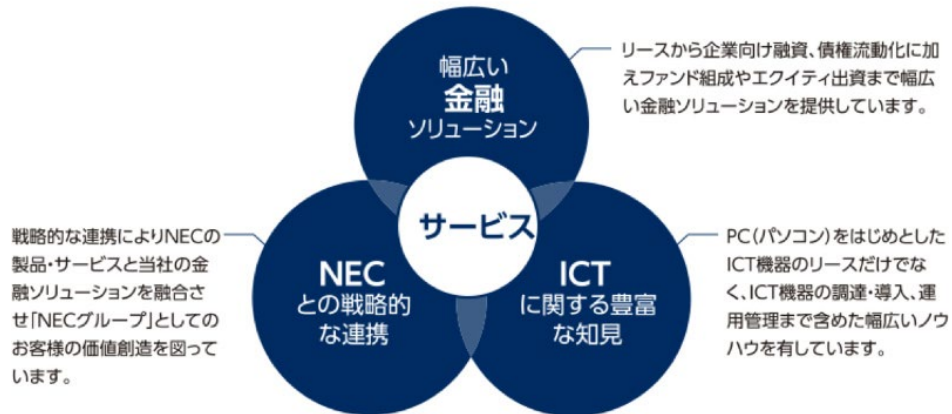 幅広い
金融
ソリューション
リースから企業向け融資、債権流動化に加
えファンド組成やエクイティ出資まで幅広
い金融ソリューションを提供しています。
サービス
戦略的な連携によりNECの
製品・サービスと当社の金
融ソリューションを融合さ
せ「NECグループ」としての
お客様の価値創造を図って
います。
NEC
との戦略的
な連携
ICT
に関する豊富
な知見
PC（パソコン）をはじめとした
ICT機器のリースだけでな
く、ICT機器の調達・導入、運
用管理まで含めた幅広いノウ
ハウを有しています。